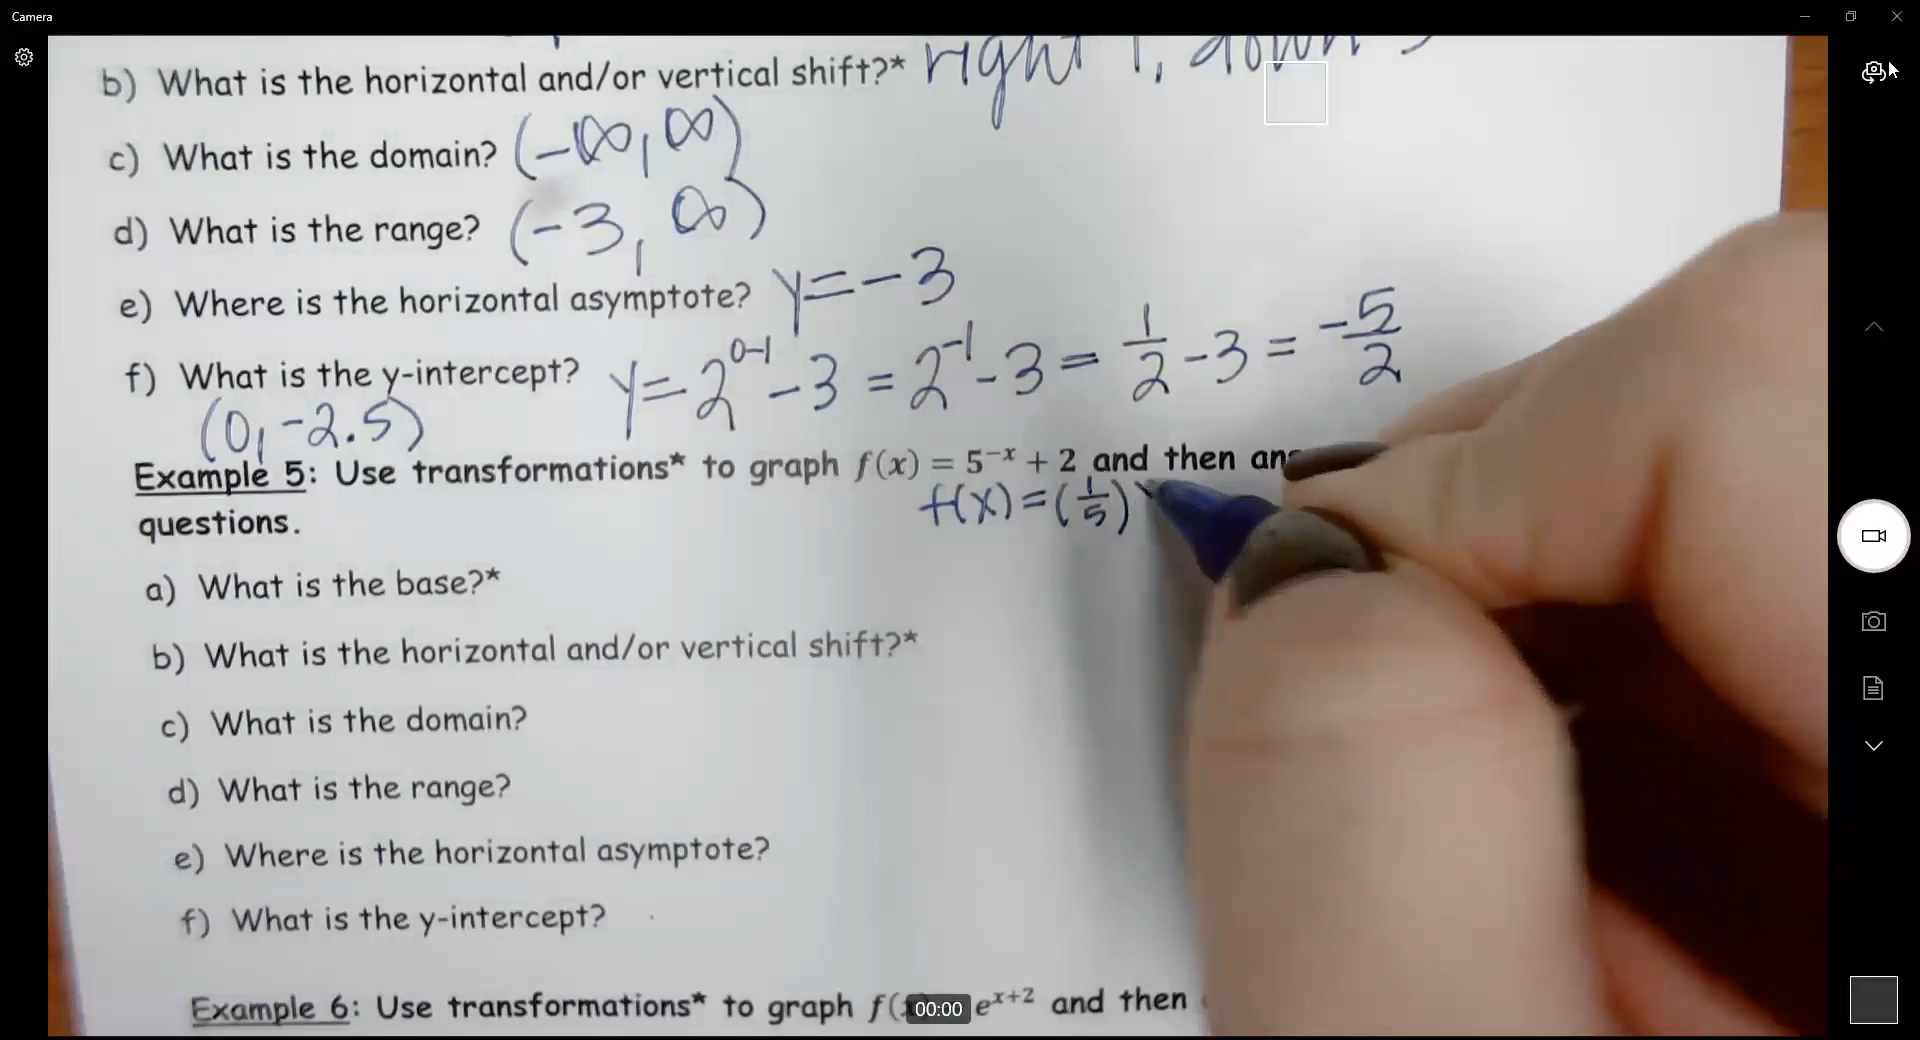 Camera
b) What is the horizontal and/or vertical shift?* right 1, down
c) What is the domain? (-∞, ∞)
d) What is the range? (-3, ∞)
e) Where is the horizontal asymptote? y=-3
f) What is the y-intercept? y=2^{0-1}-3 = 2^{-1}-3 = 1/2 -3 = -5/2
(0, -2.5)
Example 5: Use transformations* to graph f(x) = 5^{-x} + 2 and then
f(x) = (1/5)
questions.
a) What is the base?*
b) What is the horizontal and/or vertical shift?*
c) What is the domain?
d) What is the range?
e) Where is the horizontal asymptote?
f) What is the y-intercept?
Example 6: Use transformations* to graph f( e^{x+2} and then
00:00